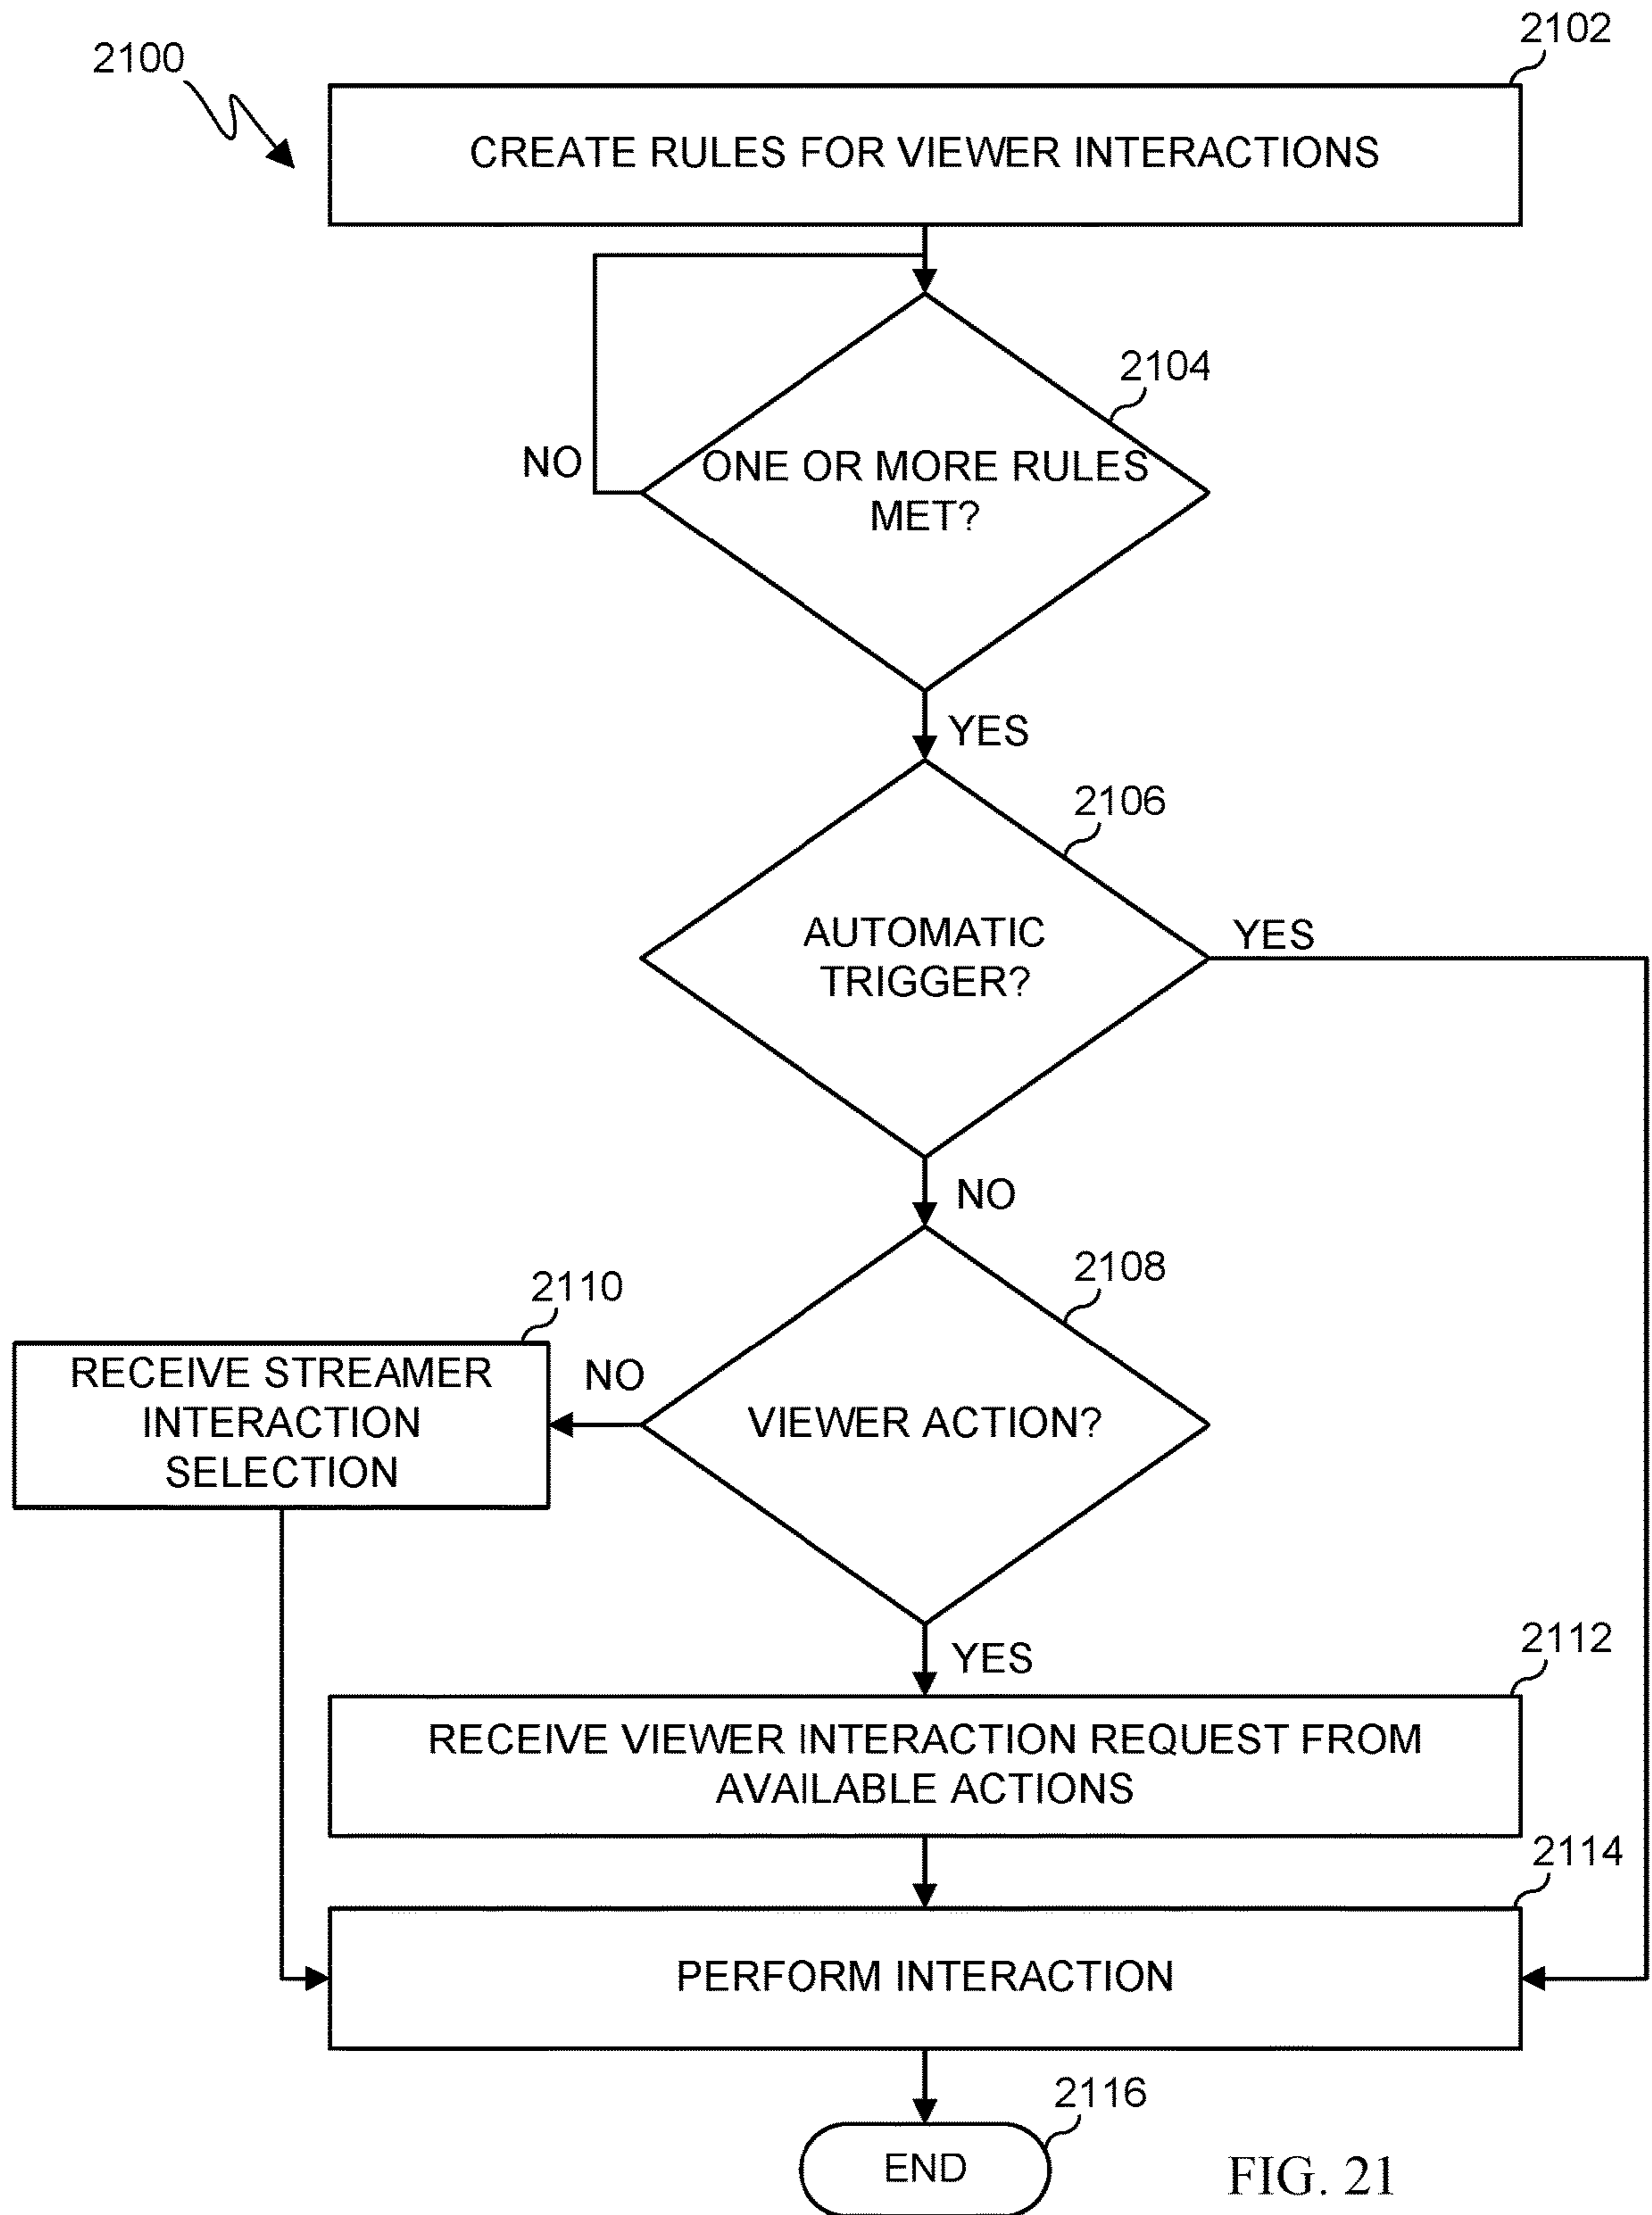 2100
2102
CREATE RULES FOR VIEWER INTERACTIONS
2104
NO
ONE OR MORE RULES
MET?
YES
2106
AUTOMATIC
TRIGGER?
YES
NO
2108
2110
RECEIVE STREAMER
INTERACTION
SELECTION
NO
VIEWER ACTION?
YES
2112
RECEIVE VIEWER INTERACTION REQUEST FROM
AVAILABLE ACTIONS
2114
PERFORM INTERACTION
2116
END
FIG. 21